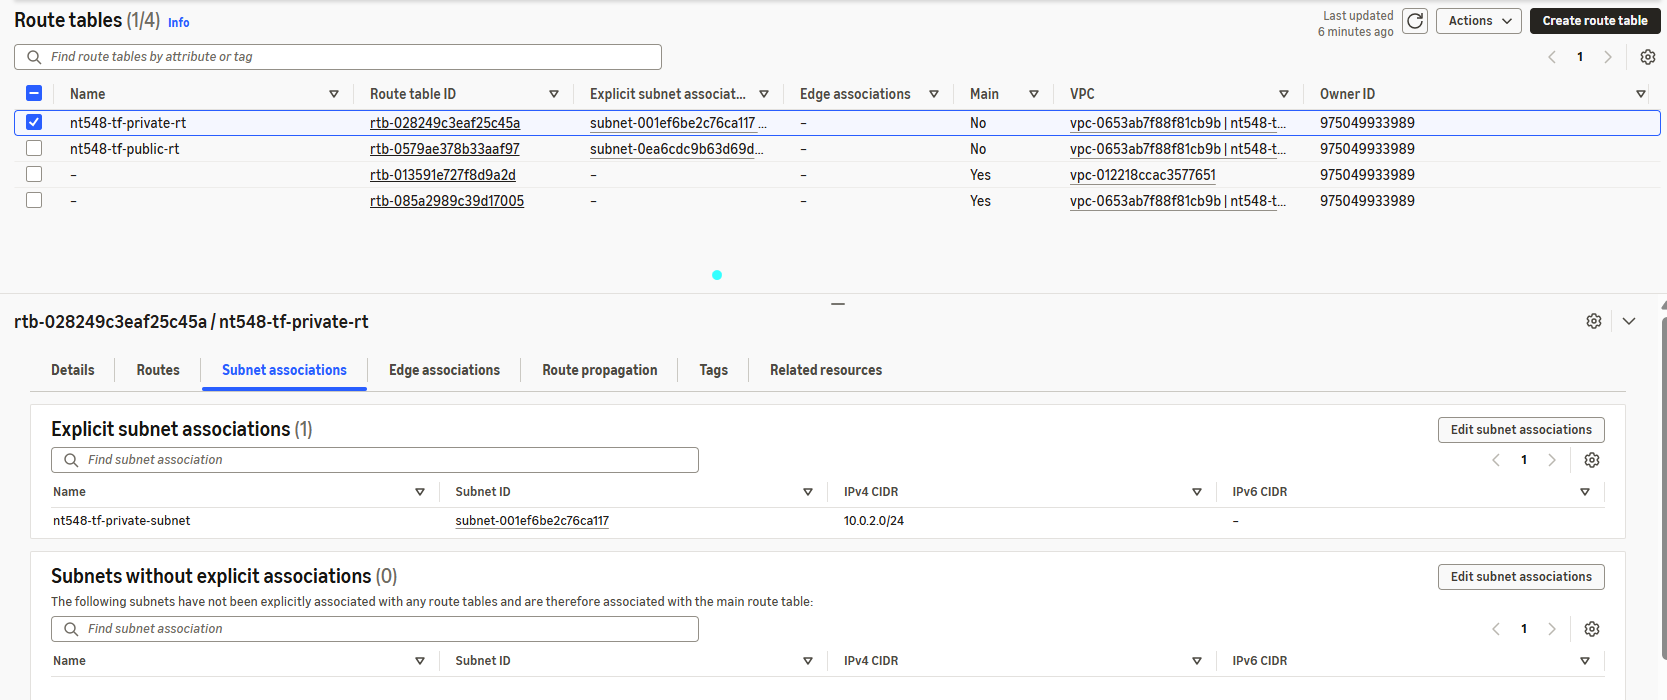 Route tables (1/4) Info
Last updated
6 minutes ago
Actions
Create route table
Find route tables by attribute or tag
1
Name Route table ID Explicit subnet associat... Edge associations Main VPC Owner ID
nt548-tf-private-rt rtb-028249c3eaf25c45a subnet-001ef6be2c76ca117 ... – No vpc-0653ab7f88f81cb9b | nt548-t... 975049933989
nt548-tf-public-rt rtb-0579ae378b33aaf97 subnet-0ea6cdc9b63d69d... – No vpc-0653ab7f88f81cb9b | nt548-t... 975049933989
– rtb-013591e727f8d9a2d – – Yes vpc-012218ccac3577651 975049933989
– rtb-085a2989c39d17005 – – Yes vpc-0653ab7f88f81cb9b | nt548-t... 975049933989
rtb-028249c3eaf25c45a / nt548-tf-private-rt
Details Routes Subnet associations Edge associations Route propagation Tags Related resources
Explicit subnet associations (1)
Edit subnet associations
Find subnet association
1
Name Subnet ID IPv4 CIDR IPv6 CIDR
nt548-tf-private-subnet subnet-001ef6be2c76ca117 10.0.2.0/24 –
Subnets without explicit associations (0)
Edit subnet associations
The following subnets have not been explicitly associated with any route tables and are therefore associated with the main route table:
Find subnet association
1
Name Subnet ID IPv4 CIDR IPv6 CIDR